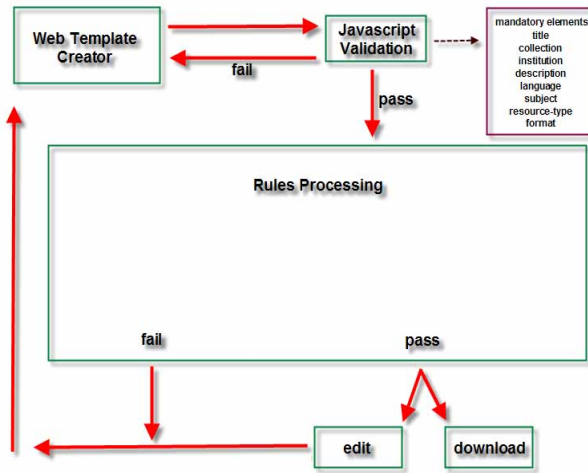 Web Template
Creator
Javascript
Validation
mandatory elements
title
collection
institution
description
language
subject
resource-type
format
fail
pass
Rules Processing
fail
pass
edit
download